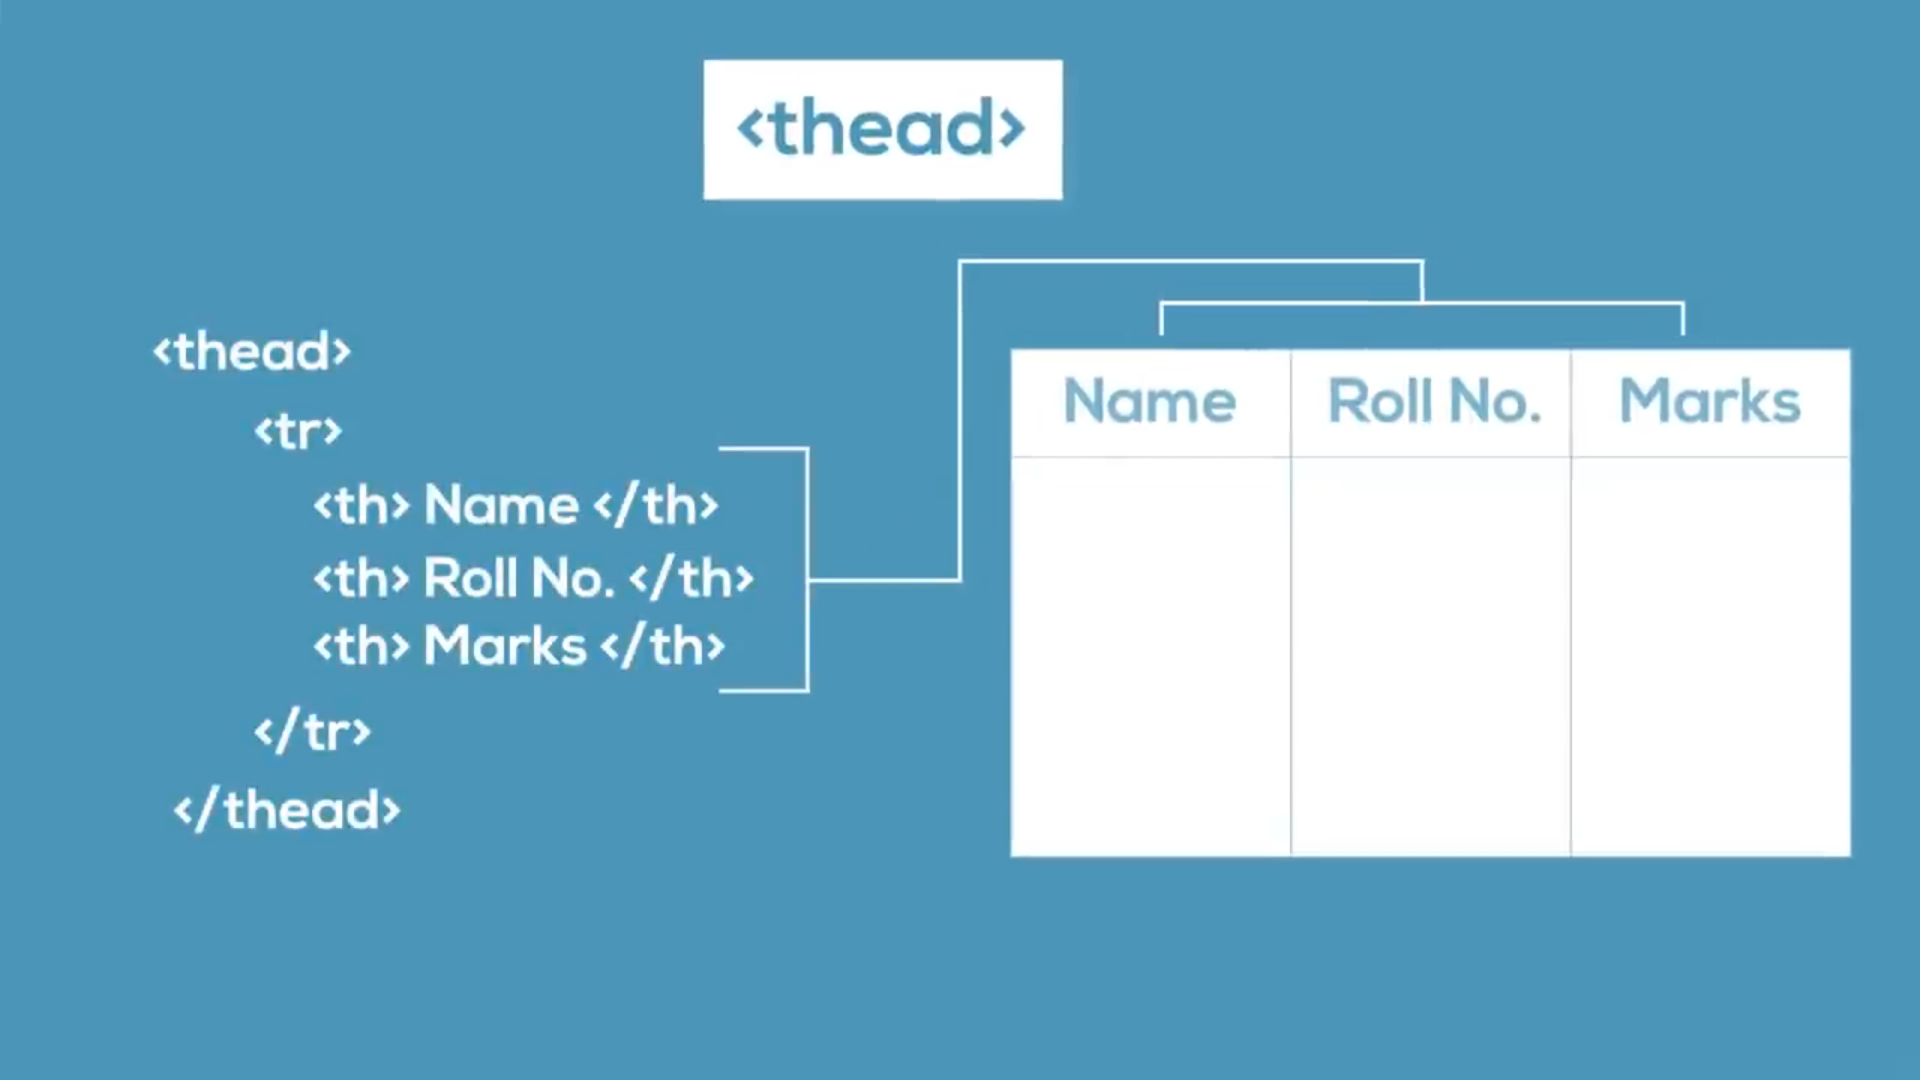 <thead>
<thead>
<tr>
<th> Name </th>
<th> Roll No. </th>
<th> Marks </th>
</tr>
</thead>
Name Roll No. Marks